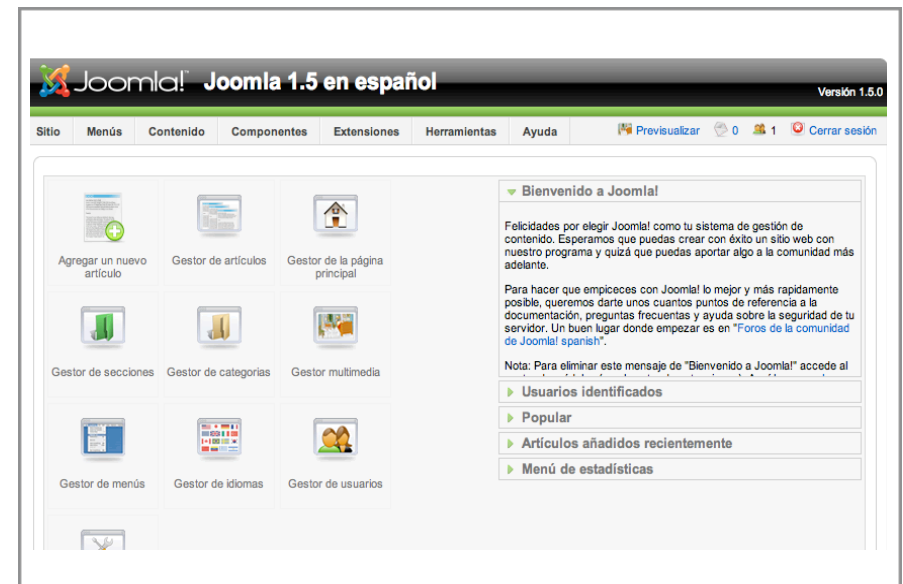 Joomla! Joomla 1.5 en español
Versión 1.5.0
Sitio Menús Contenido Componentes Extensiones Herramientas Ayuda Previsualizar 0 1 Cerrar sesión
Agregar un nuevo
artículo
Gestor de artículos
Gestor de la página
principal
Gestor de secciones
Gestor de categorias
Gestor multimedia
Gestor de menús
Gestor de idiomas
Gestor de usuarios
Bienvenido a Joomla!
Felicidades por elegir Joomla! como tu sistema de gestión de
contenido. Esperamos que puedas crear con éxito un sitio web con
nuestro programa y quizá que puedas aportar algo a la comunidad más
adelante.
Para hacer que empiceces con Joomla! lo mejor y más rapidamente
posible, queremos darte unos cuantos puntos de referencia a la
documentación, preguntas frecuentes y ayuda sobre la seguridad de tu
servidor. Un buen lugar donde empezar es en "Foros de la comunidad
de Joomla! spanish".
Nota: Para eliminar este mensaje de "Bienvenido a Joomla!" accede al
Usuarios identificados
Popular
Artículos añadidos recientemente
Menú de estadísticas